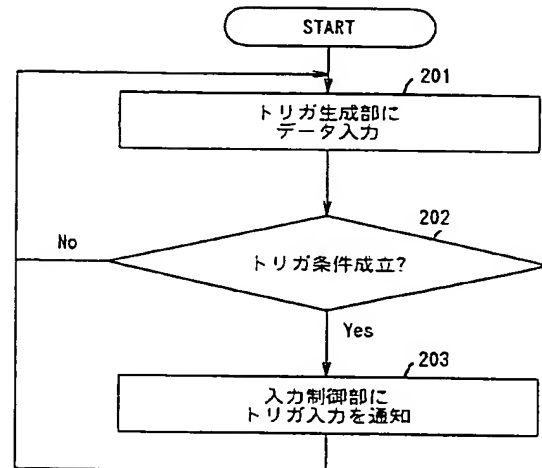 START
201
トリガ生成部に
データ入力
202
No
トリガ条件成立?
Yes
203
入力制御部に
トリガ入力を通知